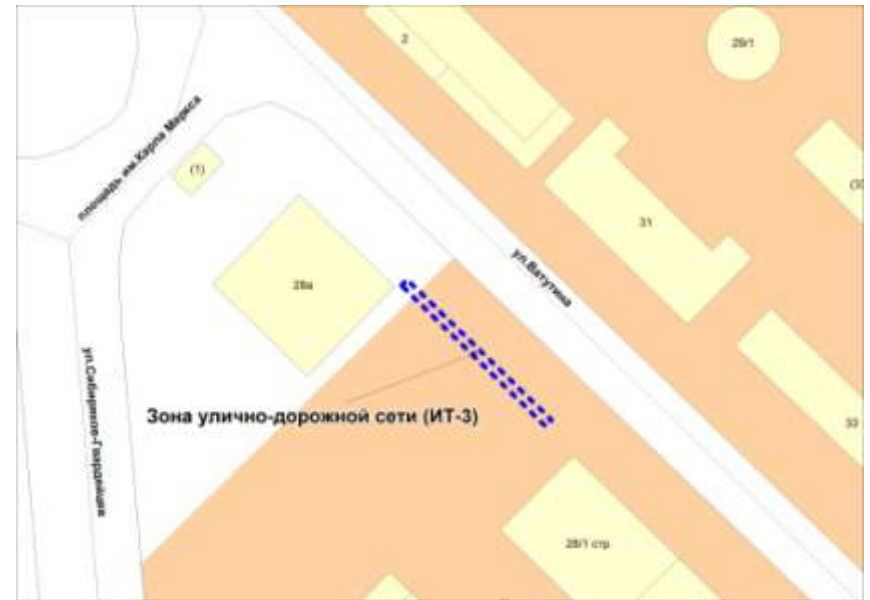 2
29/1
площадь им.Карла Маркса
(1)
31
28а
ул.Ватутина
ул.Сибиряков-Гвардейцев
Зона улично-дорожной сети (ИТ-3)
33
28/1 стр.